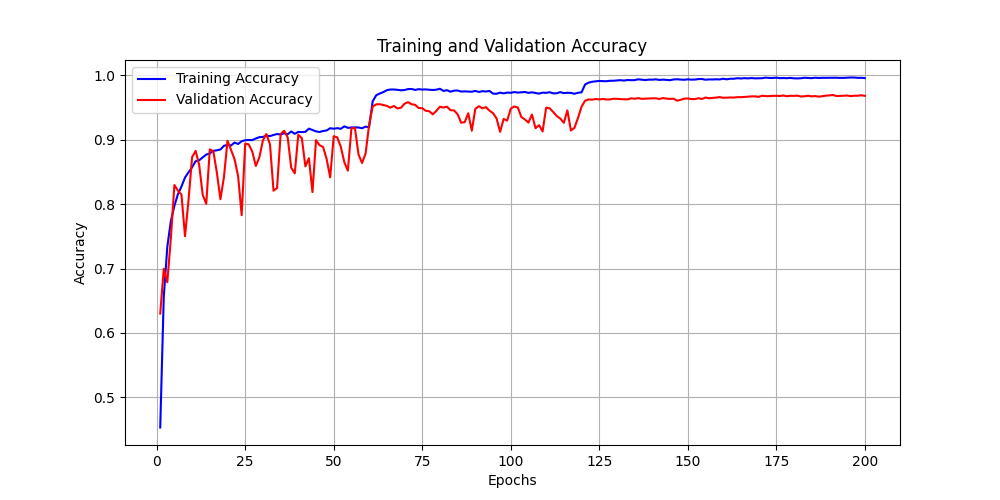 Training and Validation Accuracy
Training Accuracy
Validation Accuracy
1.0
0.9
0.8
0.7
0.6
0.5
Accuracy
0 25 50 75 100 125 150 175 200
Epochs